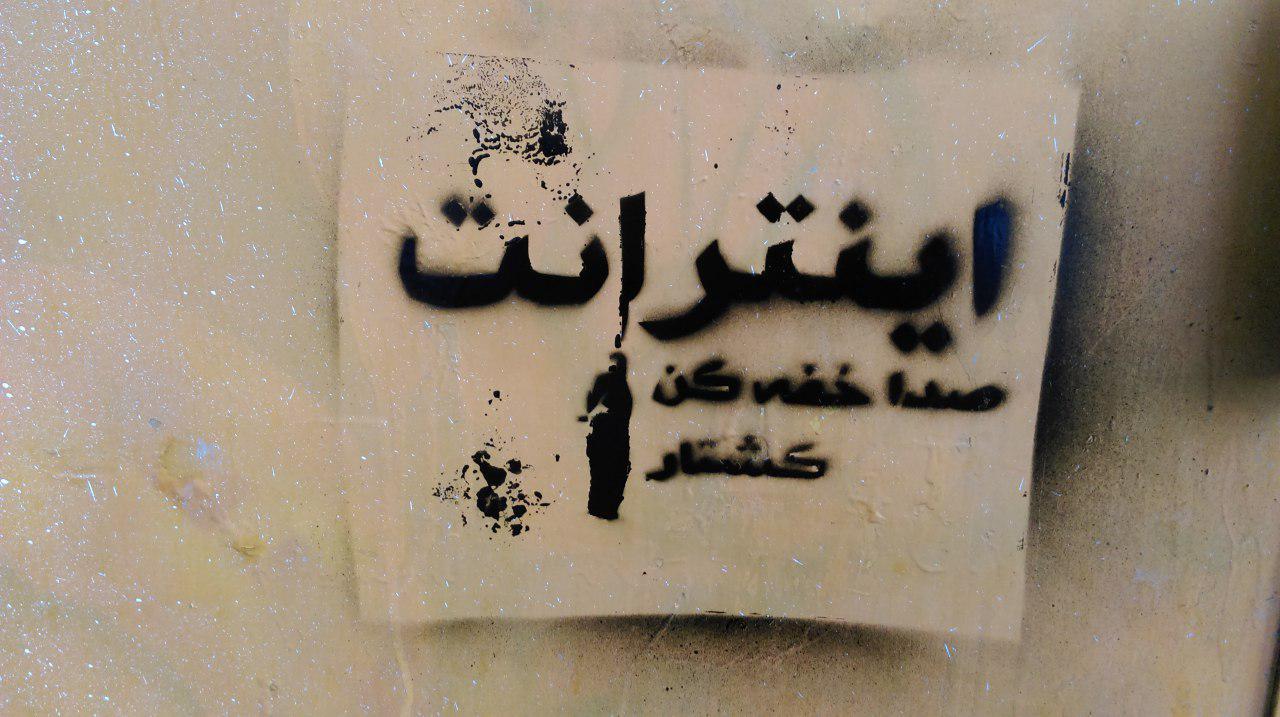 اینترانت
صدا خفه کن
کشتار